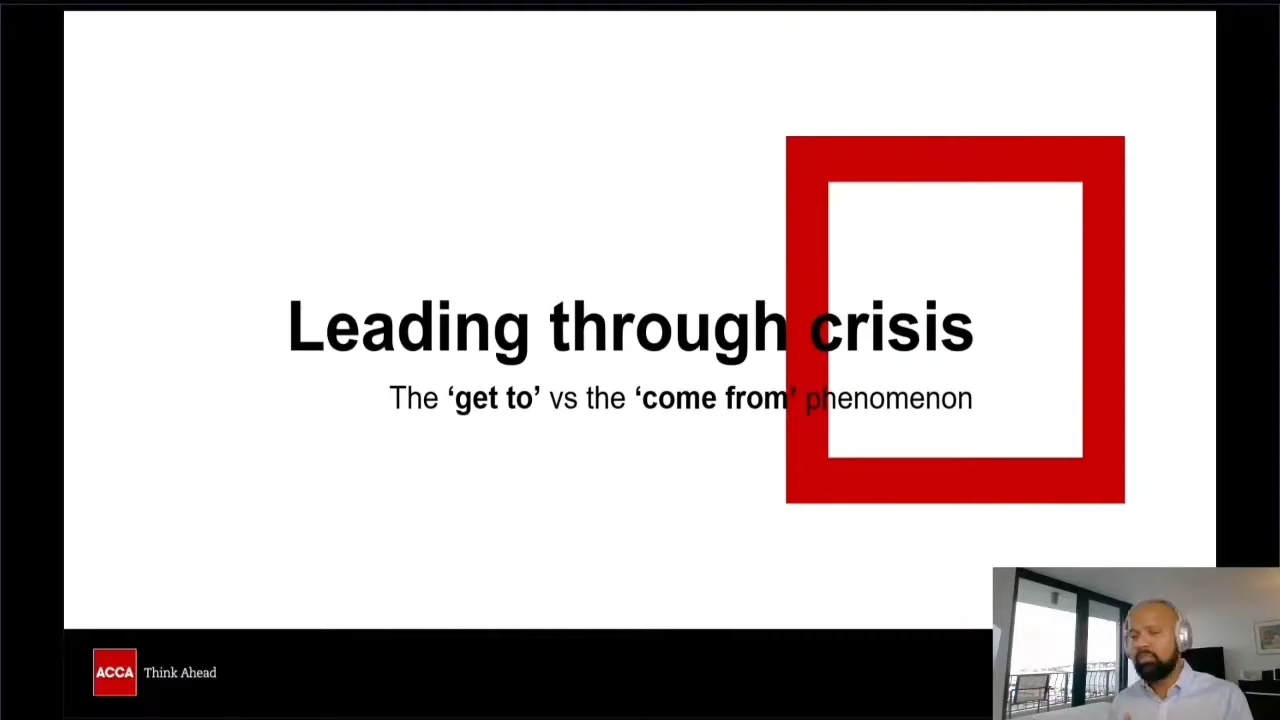 Leading through crisis
The ‘get to’ vs the ‘come from’ phenomenon
ACCA Think Ahead